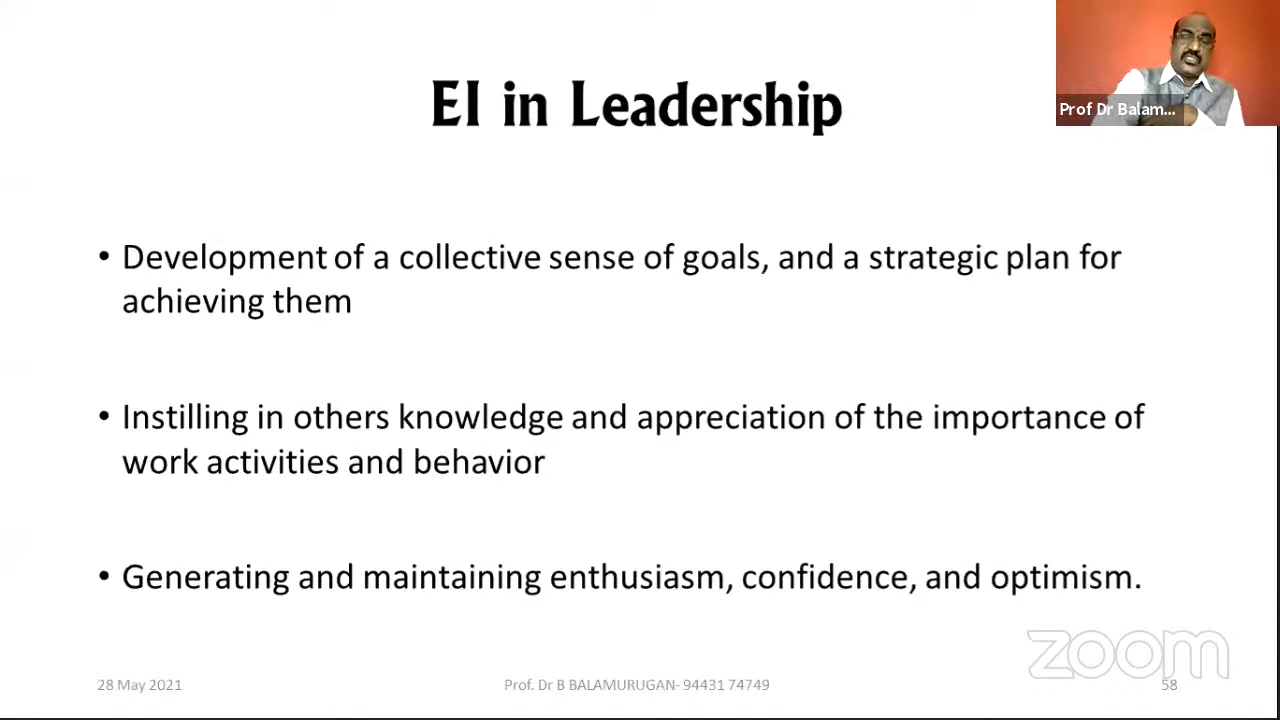 EI in Leadership
Prof Dr Balam...
• Development of a collective sense of goals, and a strategic plan for
achieving them
• Instilling in others knowledge and appreciation of the importance of
work activities and behavior
• Generating and maintaining enthusiasm, confidence, and optimism.
zoom
28 May 2021
Prof. Dr B BALAMURUGAN- 94431 74749
58